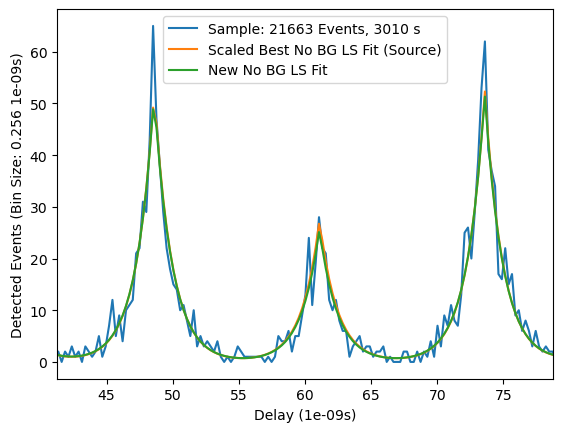 Sample: 21663 Events, 3010 s
Scaled Best No BG LS Fit (Source)
New No BG LS Fit
Detected Events (Bin Size: 0.256 1e-09s)
60
50
40
30
20
10
0
45 50 55 60 65 70 75
Delay (1e-09s)